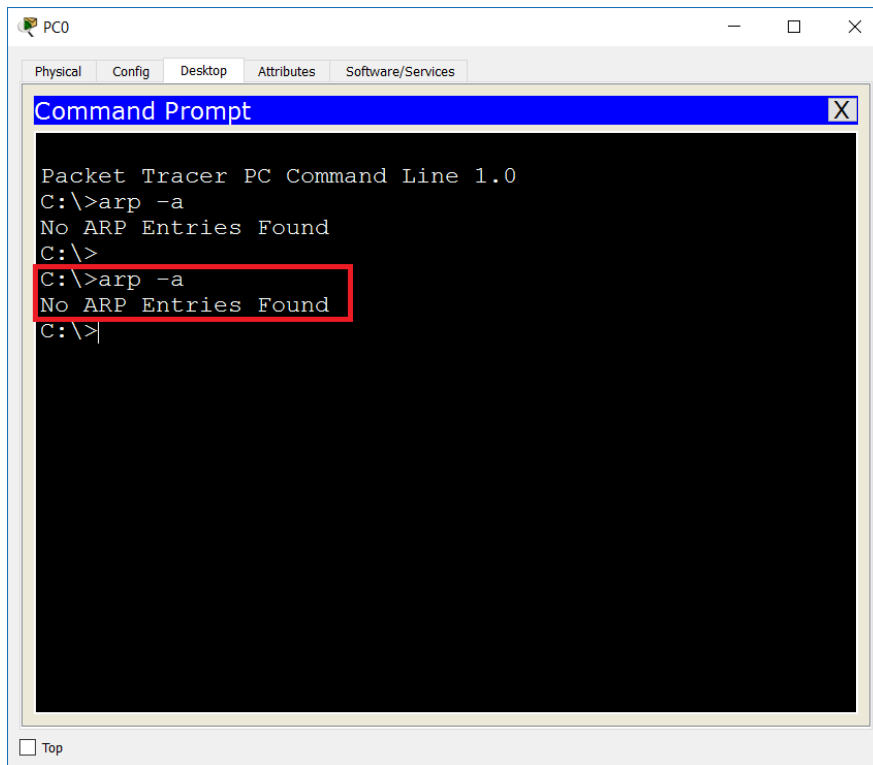 PC0
Physical Config Desktop Attributes Software/Services
Command Prompt X
Packet Tracer PC Command Line 1.0
C:\>arp -a
No ARP Entries Found
C:\>
C:\>arp -a
No ARP Entries Found
C:\>
Top